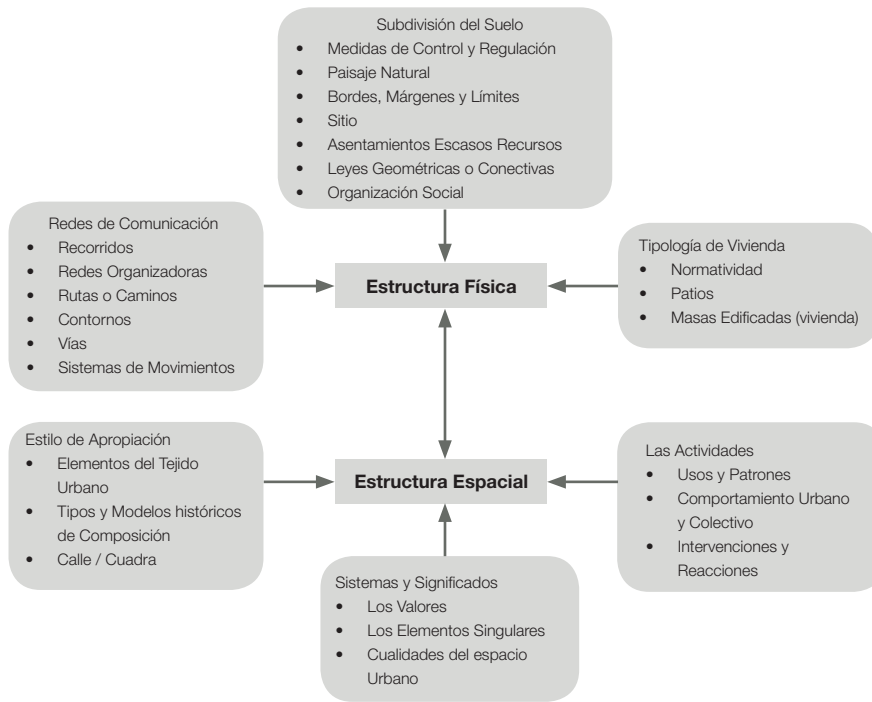 Subdivisión del Suelo
• Medidas de Control y Regulación
• Paisaje Natural
• Bordes, Márgenes y Límites
• Sitio
• Asentamientos Escasos Recursos
• Leyes Geométricas o Conectivas
• Organización Social
Redes de Comunicación
• Recorridos
• Redes Organizadoras
• Rutas o Caminos
• Contornos
• Vías
• Sistemas de Movimientos
Estructura Física
Tipología de Vivienda
• Normatividad
• Patios
• Masas Edificadas (vivienda)
Estilo de Apropiación
• Elementos del Tejido
Urbano
• Tipos y Modelos históricos
de Composición
• Calle / Cuadra
Estructura Espacial
Las Actividades
• Usos y Patrones
• Comportamiento Urbano
y Colectivo
• Intervenciones y
Reacciones
Sistemas y Significados
• Los Valores
• Los Elementos Singulares
• Cualidades del espacio
Urbano